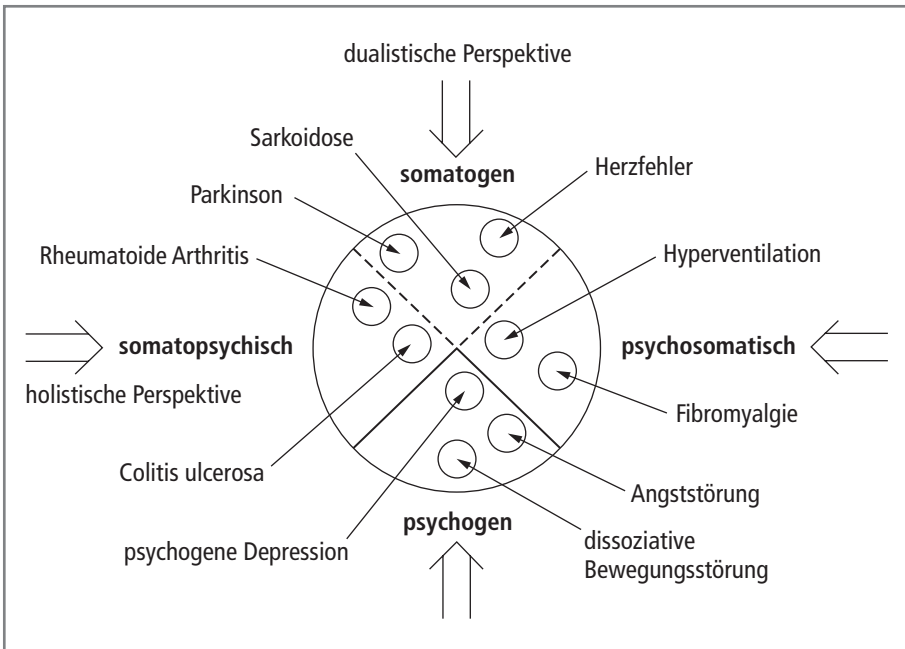 dualistische Perspektive
Sarkoidose
somatogen
Herzfehler
Parkinson
Rheumatoide Arthritis
Hyperventilation
somatopsychisch
psychosomatisch
holistische Perspektive
Fibromyalgie
Colitis ulcerosa
Angststörung
psychogen
psychogene Depression
dissoziative
Bewegungsstörung